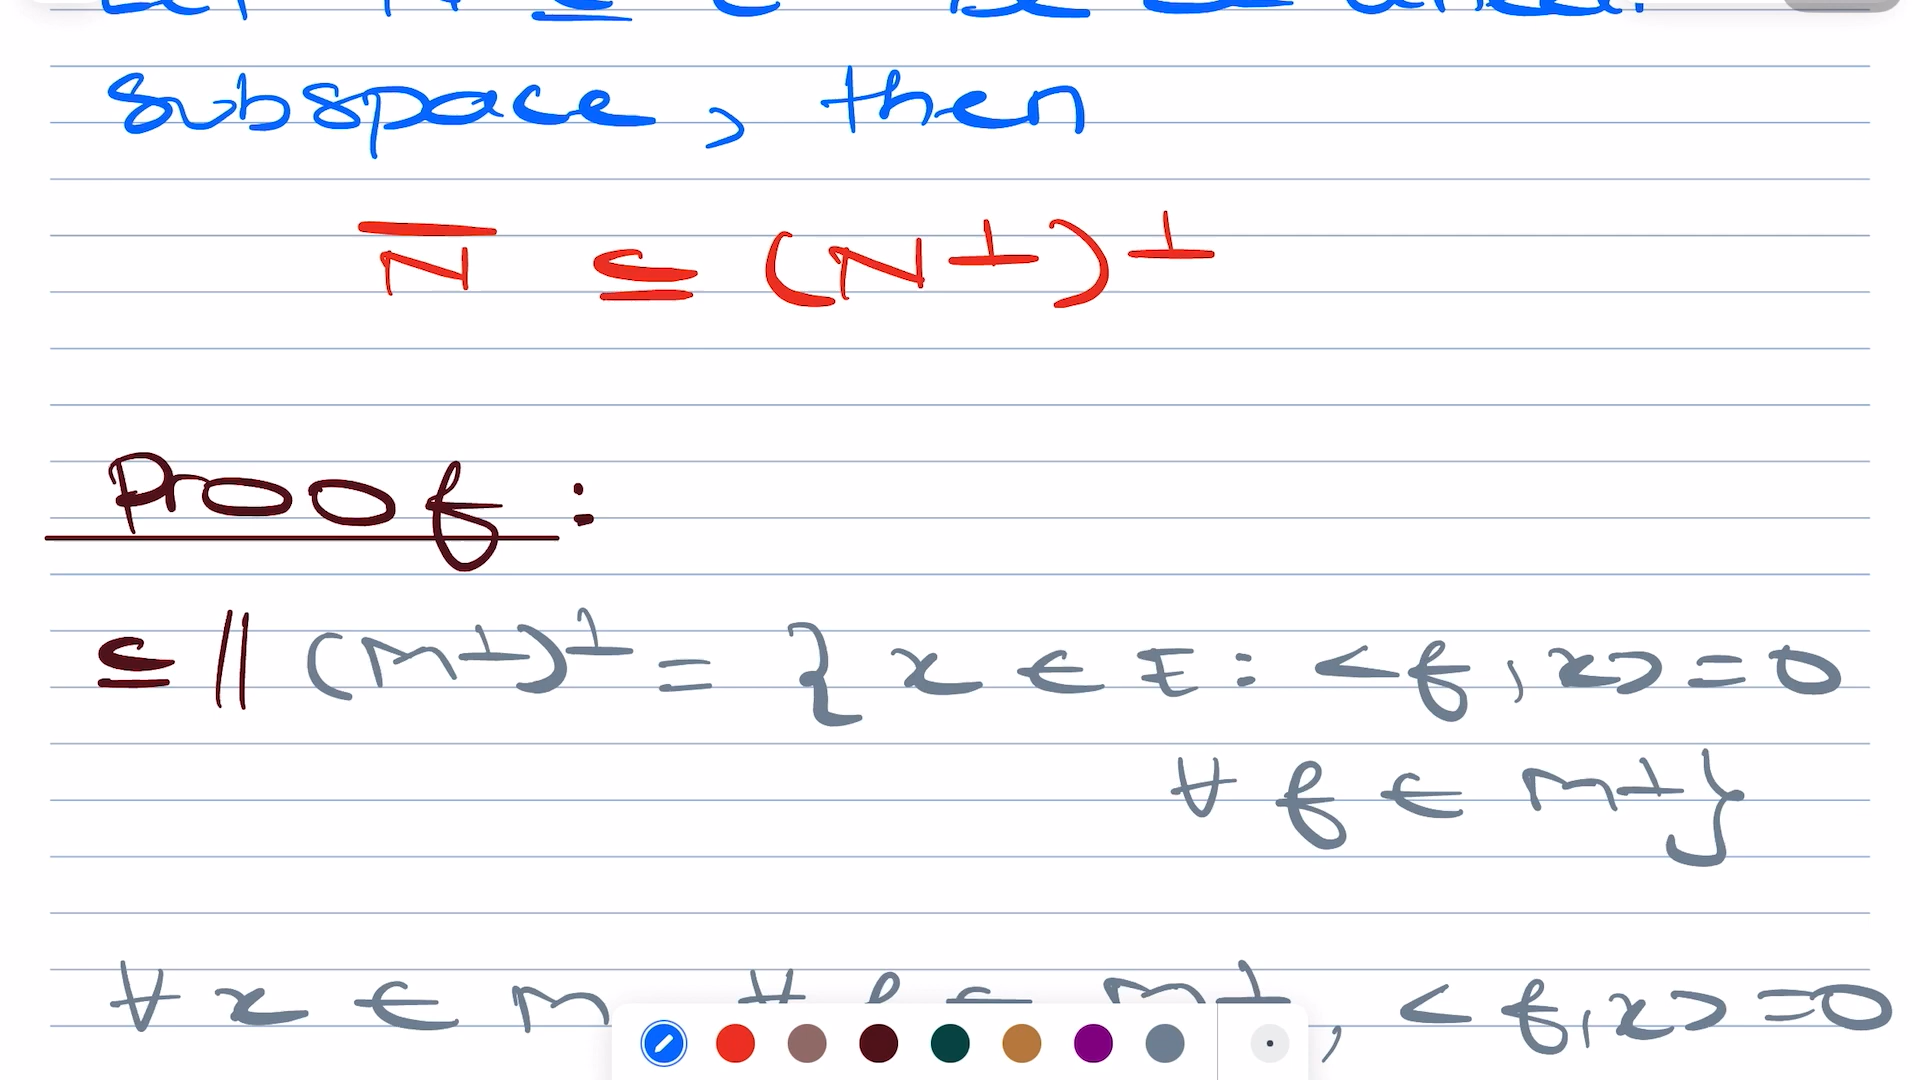 subspace, then
N̅ ⊆ (N⊥)⊥
Proof :
⊆ || (M⊥)⊥ = { x ∈ E : <f, x> = 0
∀ f ∈ M⊥}
∀ x ∈ M, ∀ f ∈ M⊥, <f, x> = 0